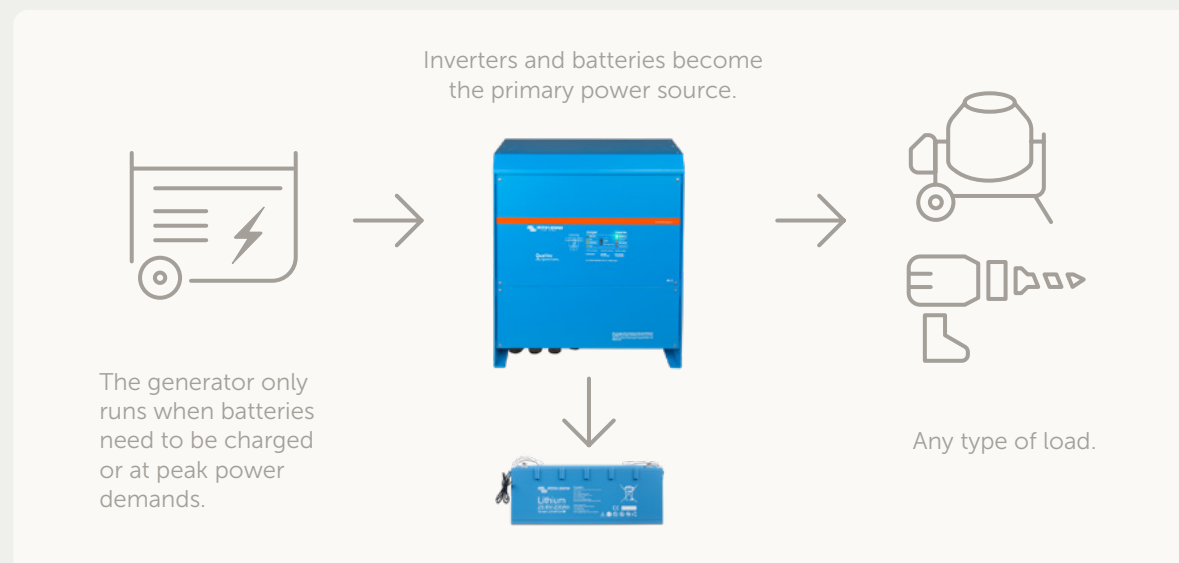 Inverters and batteries become
the primary power source.
The generator only
runs when batteries
need to be charged
or at peak power
demands.
Any type of load.
Quattro
Lithium